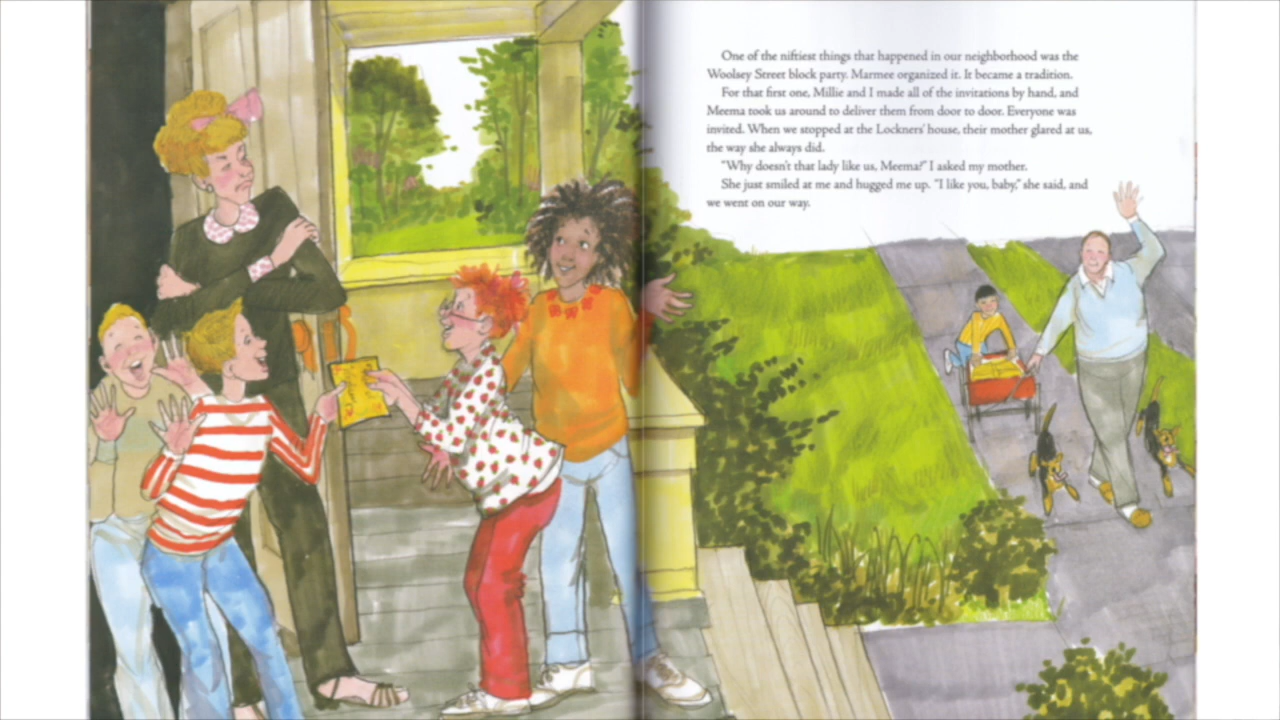 One of the niftiest things that happened in our neighborhood was the
Woolsey Street block party. Marmee organized it. It became a tradition.
For that first one, Millie and I made all of the invitations by hand, and
Meema took us around to deliver them from door to door. Everyone was
invited. When we stopped at the Lockners' house, their mother glared at us,
the way she always did.
"Why doesn't that lady like us, Meema?" I asked my mother.
She just smiled at me and hugged me up. "I like you, baby," she said, and
we went on our way.